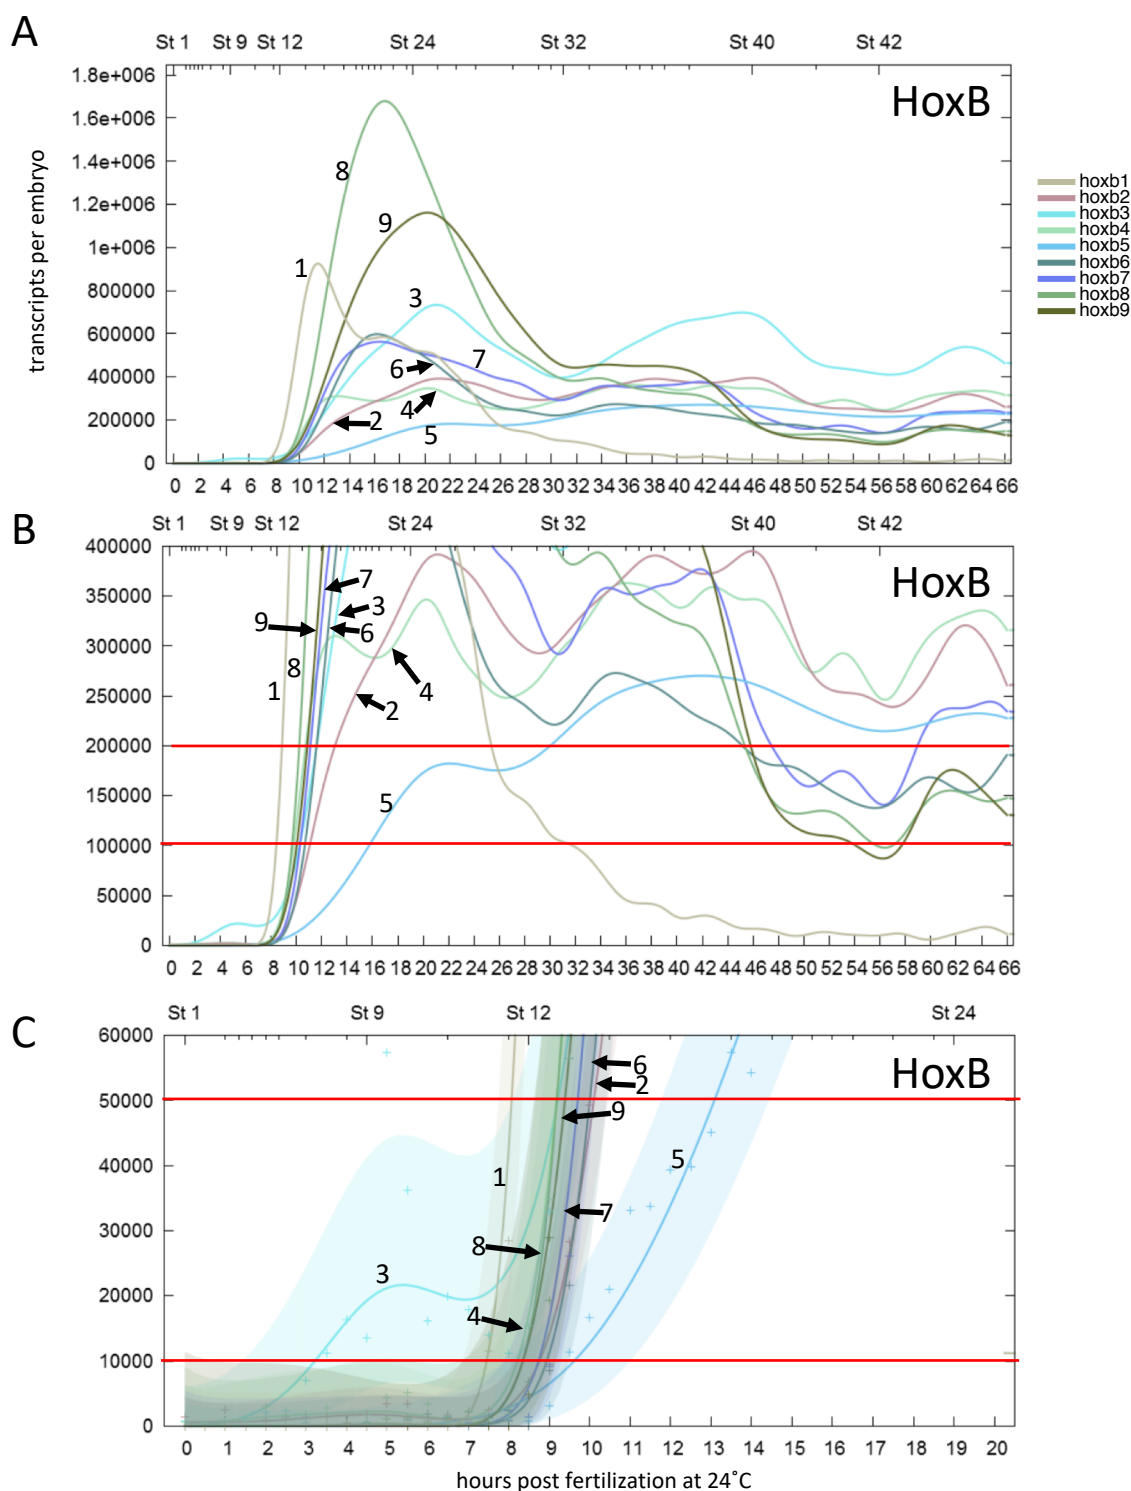 A
St 1 St 9 St 12 St 24 St 32 St 40 St 42
HoxB
transcripts per embryo
1.8e+006
1.6e+006
1.4e+006
1.2e+006
1e+006
800000
600000
400000
200000
0
8
9
1
3
7
6
4
2
5
hoxb1
hoxb2
hoxb3
hoxb4
hoxb5
hoxb6
hoxb7
hoxb8
hoxb9
0 2 4 6 8 10 12 14 16 18 20 22 24 26 28 30 32 34 36 38 40 42 44 46 52 54 56 58 60 62 64 66
B
St 1 St 9 St 12 St 24 St 32 St 40 St 42
HoxB
400000
350000
300000
250000
200000
150000
100000
50000
0
7
3
9
6
8
1
4
2
5
0 2 4 6 8 10 12 14 16 18 20 22 24 26 28 30 32 34 36 38 40 42 44 46 50 52 54 56 58 60 62 64 66
C
St 1 St 9 St 12 St 24
HoxB
60000
50000
40000
30000
20000
10000
0
6
2
9
5
1
7
8
3
4
0 1 2 3 4 5 6 7 8 9 10 11 12 13 14 15 16 17 18 19 20
hours post fertilization at 24˚C